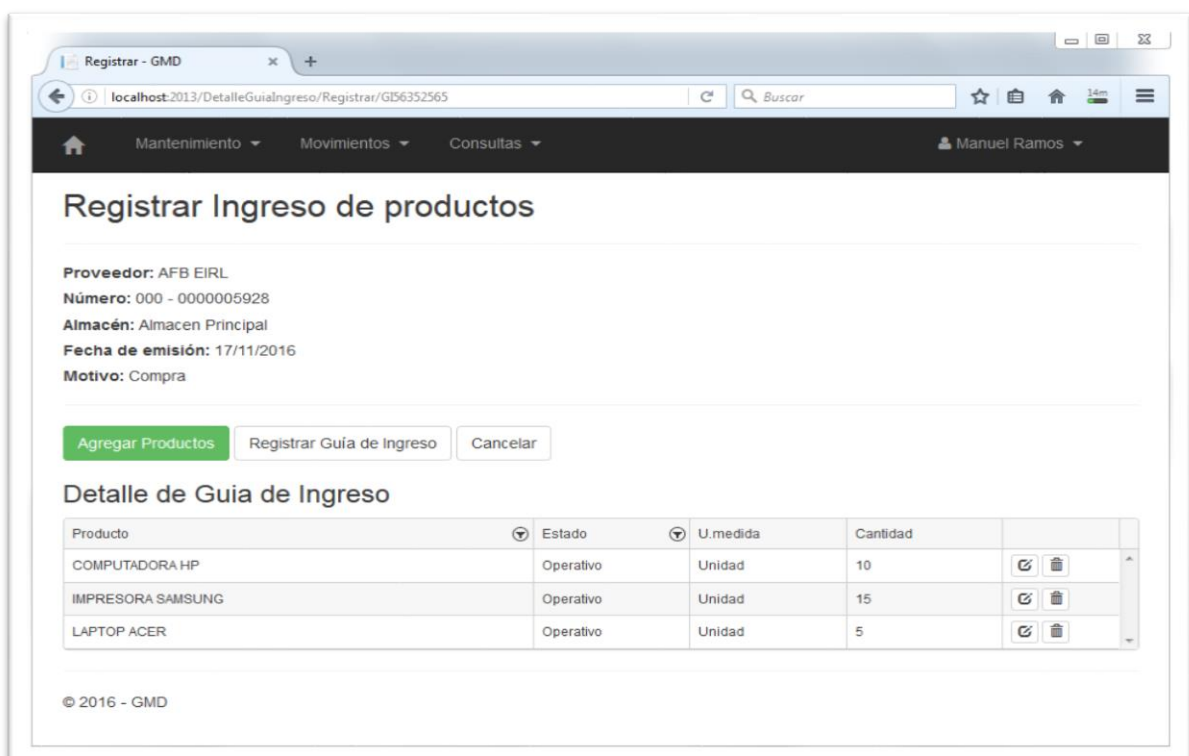 Registrar - GMD
localhost:2013/DetalleGuiaIngreso/Registrar/GI56352565
Buscar
14m
Mantenimiento
Movimientos
Consultas
Manuel Ramos
Registrar Ingreso de productos
Proveedor: AFB EIRL
Número: 000 - 0000005928
Almacén: Almacen Principal
Fecha de emisión: 17/11/2016
Motivo: Compra
Agregar Productos Registrar Guía de Ingreso Cancelar
Detalle de Guia de Ingreso
Producto Estado U.medida Cantidad
COMPUTADORA HP Operativo Unidad 10
IMPRESORA SAMSUNG Operativo Unidad 15
LAPTOP ACER Operativo Unidad 5
© 2016 - GMD